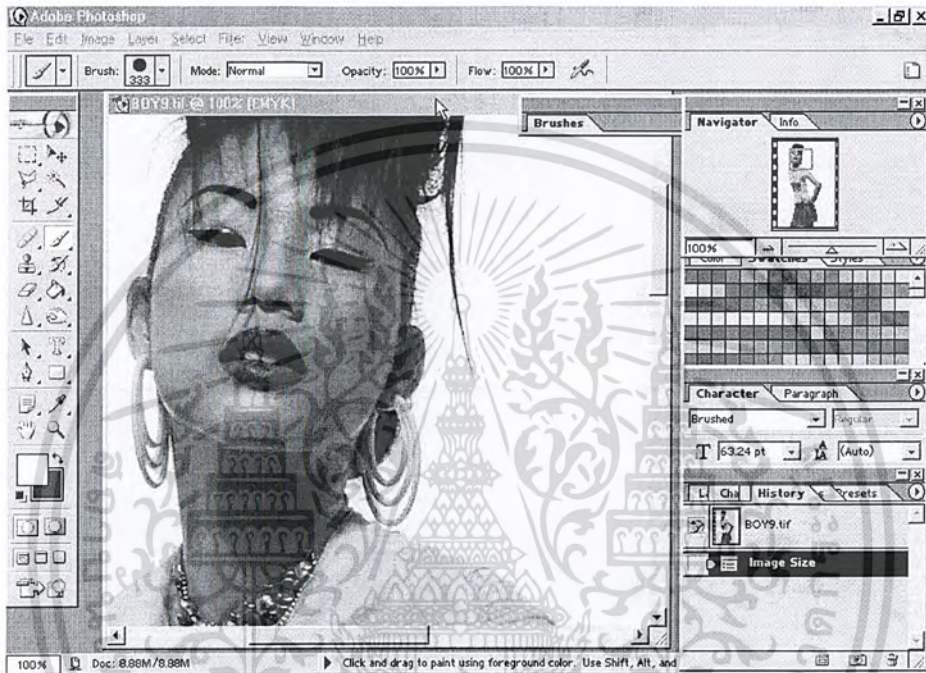 Adobe Photoshop
File Edit Image Layer Select Filter View Window Help
Brush: 333 Mode: Normal Opacity: 100% Flow: 100%
BOY9.tif @ 100% (CMYK)
Brushes
Navigator Info
100%
Color Swatches Styles
Character Paragraph
Brushed Regular
63.24 pt (Auto)
History Presets
BOY9.tif
Image Size
100% Doc: 8.88M/8.88M Click and drag to paint using foreground color. Use Shift, Alt, and